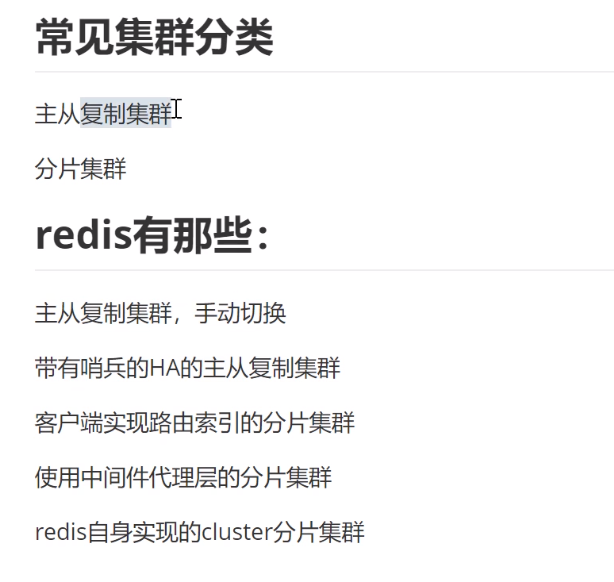 常见集群分类
主从复制集群
分片集群
redis有那些：
主从复制集群，手动切换
带有哨兵的HA的主从复制集群
客户端实现路由索引的分片集群
使用中间件代理层的分片集群
redis自身实现的cluster分片集群